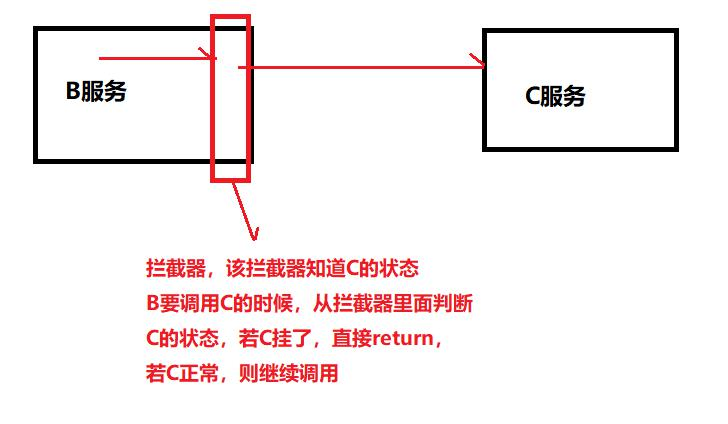 B服务
C服务
拦截器，该拦截器知道C的状态
B要调用C的时候，从拦截器里面判断
C的状态，若C挂了，直接return，
若C正常，则继续调用